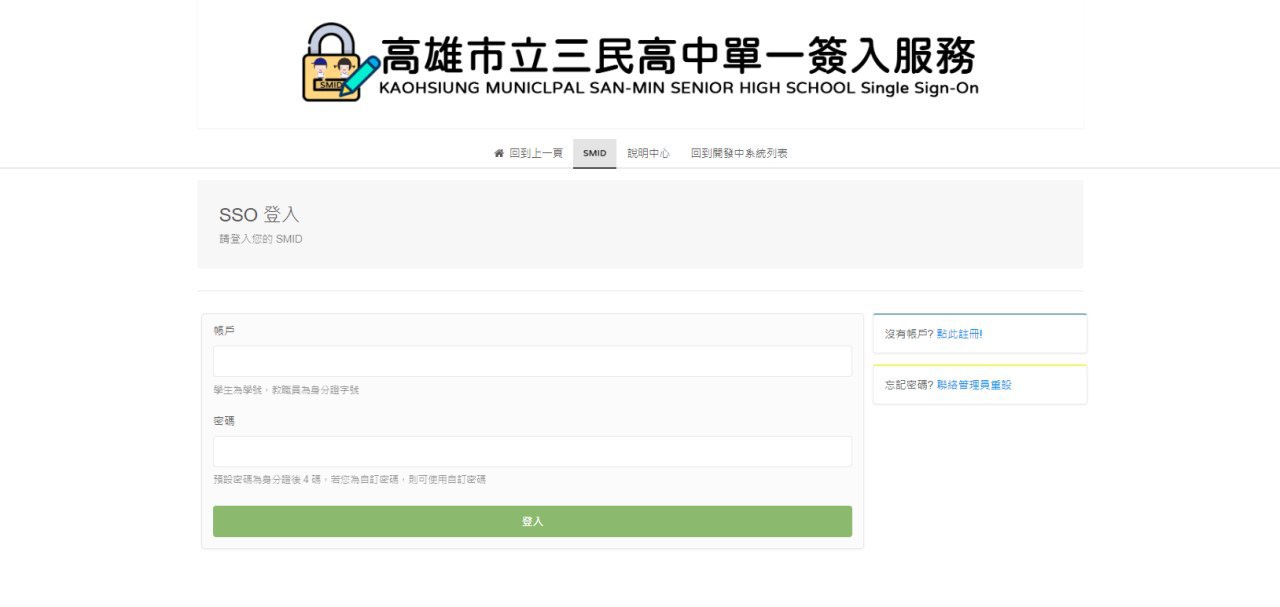 SMID
高雄市立三民高中單一簽入服務
KAOHSIUNG MUNICLPAL SAN-MIN SENIOR HIGH SCHOOL Single Sign-On
回到上一頁 SMID 說明中心 回到開發中系統列表
SSO 登入
請登入您的 SMID
帳戶
學生為學號，教職員為身分證字號
密碼
預設密碼為身分證後 4 碼，若您為自訂密碼，則可使用自訂密碼
登入
沒有帳戶? 點此註冊!
忘記密碼? 聯絡管理員重設